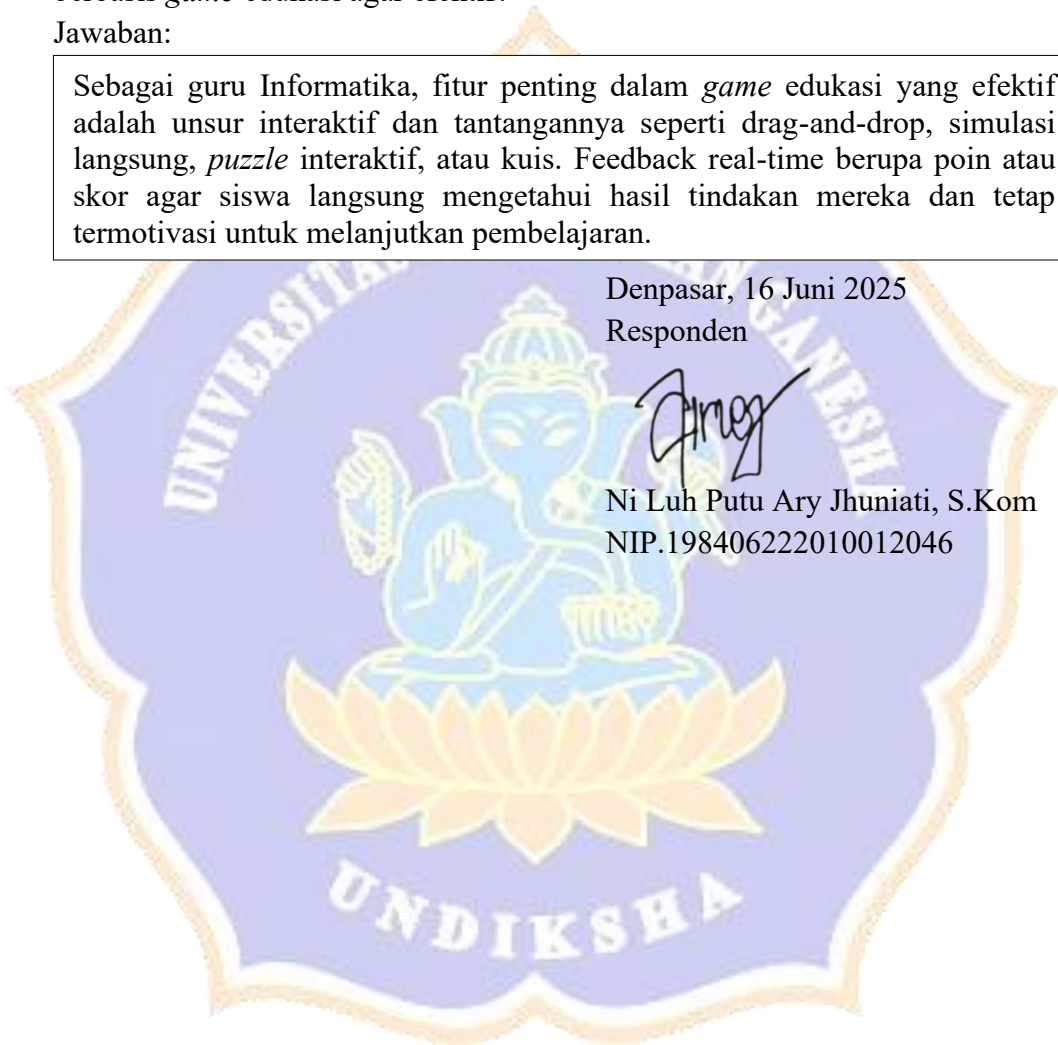 Jawaban:
Sebagai guru Informatika, fitur penting dalam game edukasi yang efektif
adalah unsur interaktif dan tantangannya seperti drag-and-drop, simulasi
langsung, puzzle interaktif, atau kuis. Feedback real-time berupa poin atau
skor agar siswa langsung mengetahui hasil tindakan mereka dan tetap
termotivasi untuk melanjutkan pembelajaran.
Denpasar, 16 Juni 2025
Responden
Ni Luh Putu Ary Jhuniati, S.Kom
NIP.198406222010012046
UNDIKSHA